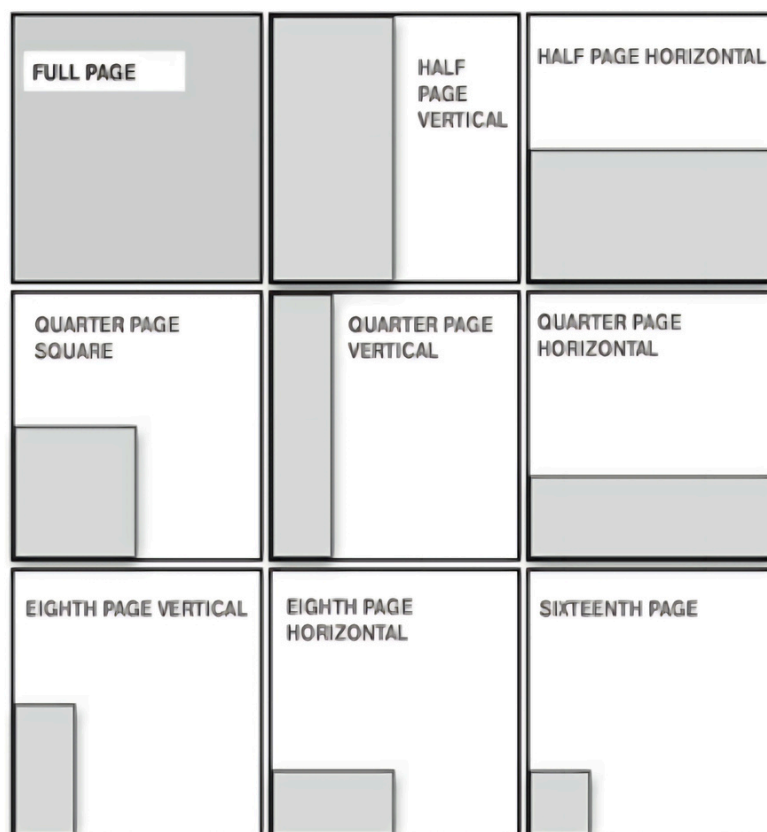 FULL PAGE
HALF
PAGE
VERTICAL
HALF PAGE HORIZONTAL
QUARTER PAGE
SQUARE
QUARTER PAGE
VERTICAL
QUARTER PAGE
HORIZONTAL
EIGHTH PAGE VERTICAL
EIGHTH PAGE
HORIZONTAL
SIXTEENTH PAGE